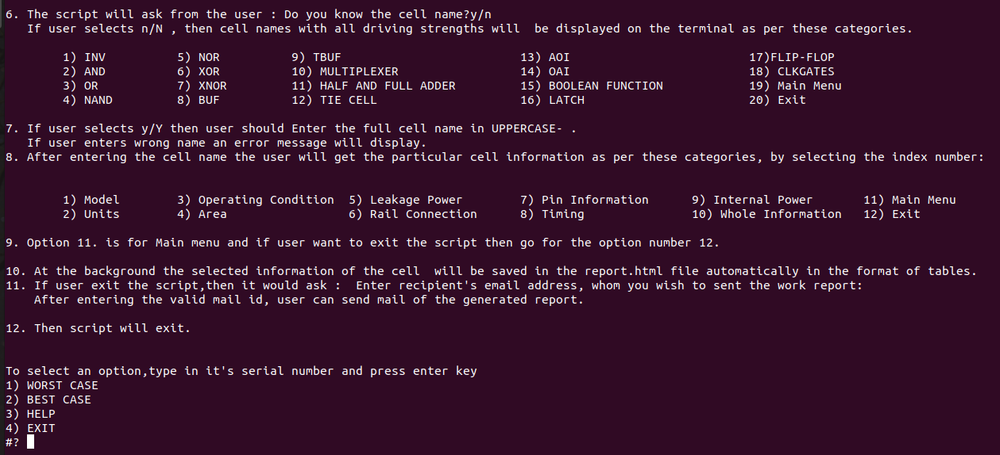 6. The script will ask from the user : Do you know the cell name?y/n
If user selects n/N , then cell names with all driving strengths will  be displayed on the terminal as per these categories.
1) INV 5) NOR 9) TBUF 13) AOI 17)FLIP-FLOP
2) AND 6) XOR 10) MULTIPLEXER 14) OAI 18) CLKGATES
3) OR 7) XNOR 11) HALF AND FULL ADDER 15) BOOLEAN FUNCTION 19) Main Menu
4) NAND 8) BUF 12) TIE CELL 16) LATCH 20) Exit
7. If user selects y/Y then user should Enter the full cell name in UPPERCASE- .
If user enters wrong name an error message will display.
8. After entering the cell name the user will get the particular cell information as per these categories, by selecting the index number:
1) Model 3) Operating Condition 5) Leakage Power 7) Pin Information 9) Internal Power 11) Main Menu
2) Units 4) Area 6) Rail Connection 8) Timing 10) Whole Information 12) Exit
9. Option 11. is for Main menu and if user want to exit the script then go for the option number 12.
10. At the background the selected information of the cell  will be saved in the report.html file automatically in the format of tables.
11. If user exit the script,then it would ask :  Enter recipient's email address, whom you wish to sent the work report:
After entering the valid mail id, user can send mail of the generated report.
12. Then script will exit.
To select an option,type in it's serial number and press enter key
1) WORST CASE
2) BEST CASE
3) HELP
4) EXIT
#?